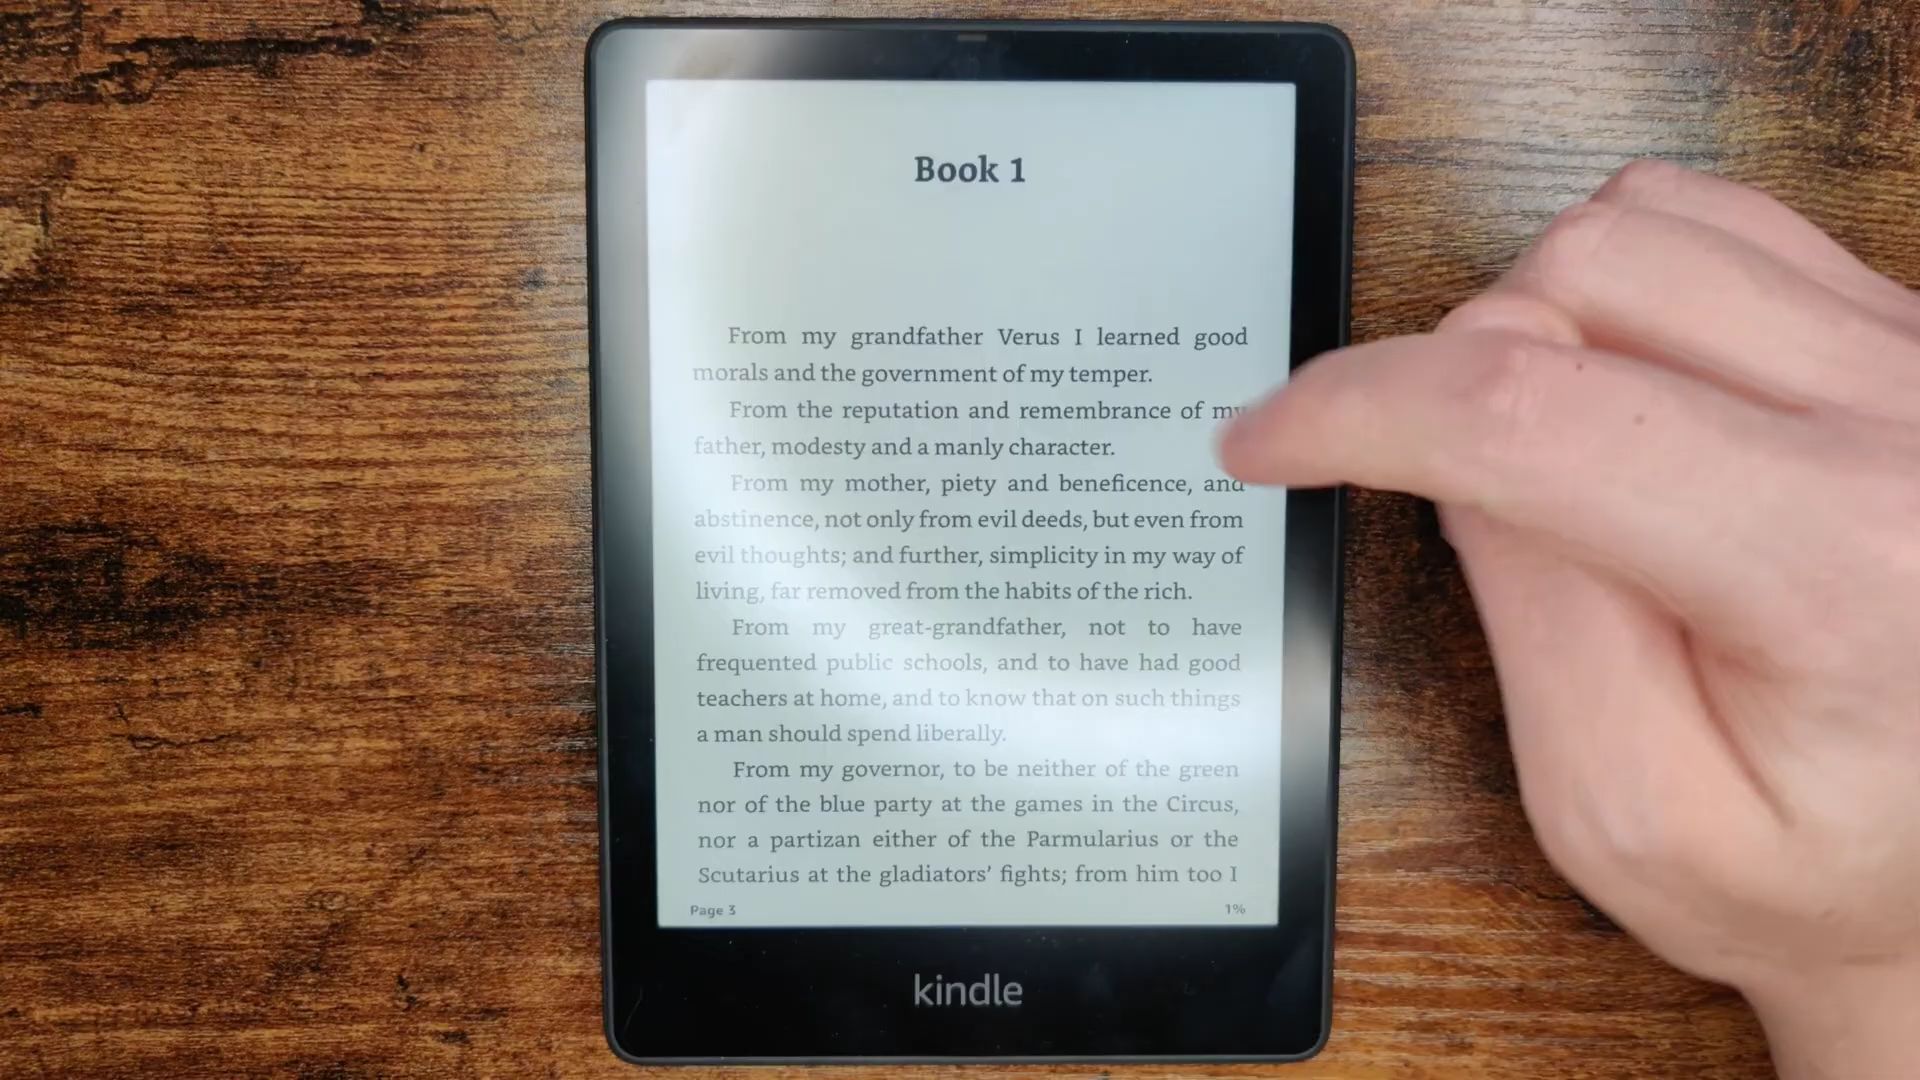 Book 1
From my grandfather Verus I learned good
morals and the government of my temper.
From the reputation and remembrance of my
father, modesty and a manly character.
From my mother, piety and beneficence, and
abstinence, not only from evil deeds, but even from
evil thoughts; and further, simplicity in my way of
living, far removed from the habits of the rich.
From my great-grandfather, not to have
frequented public schools, and to have had good
teachers at home, and to know that on such things
a man should spend liberally.
From my governor, to be neither of the green
nor of the blue party at the games in the Circus,
nor a partizan either of the Parmularius or the
Scutarius at the gladiators’ fights; from him too I
Page 3 1%
kindle